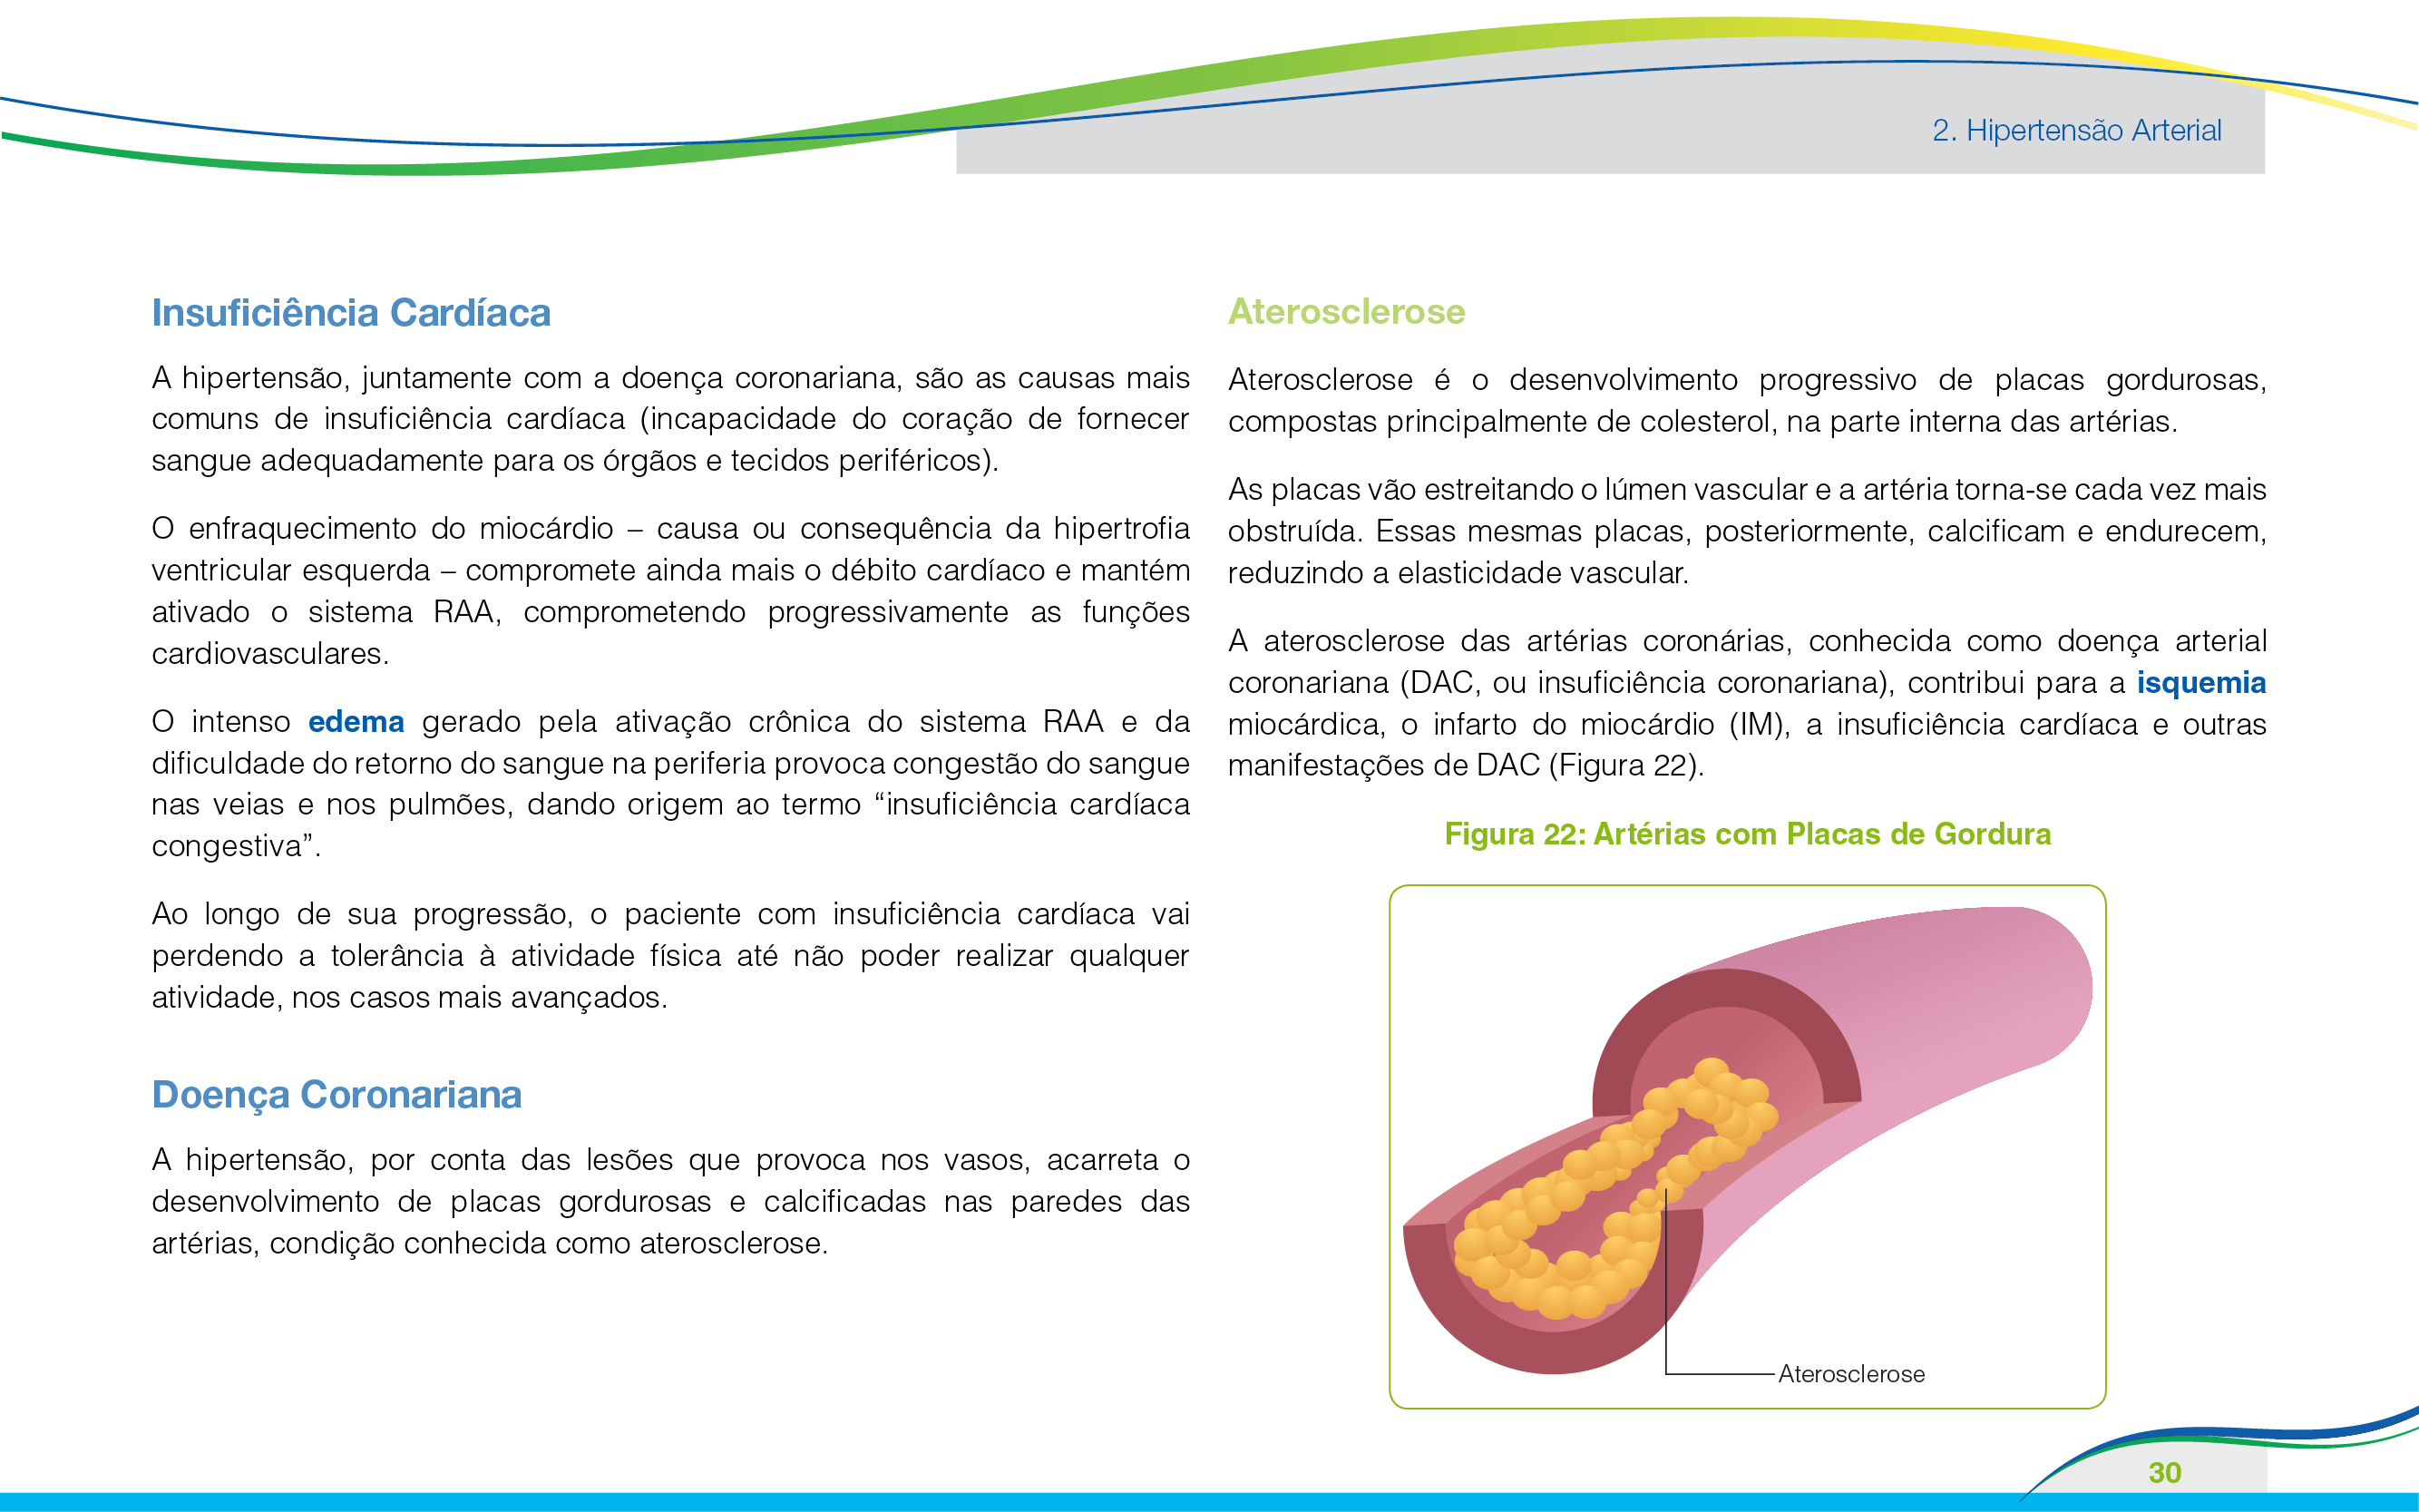 2. Hipertensão Arterial
Insuficiência Cardíaca
A hipertensão, juntamente com a doença coronariana, são as causas mais
comuns de insuficiência cardíaca (incapacidade do coração de fornecer
sangue adequadamente para os órgãos e tecidos periféricos).
O enfraquecimento do miocárdio – causa ou consequência da hipertrofia
ventricular esquerda – compromete ainda mais o débito cardíaco e mantém
ativado o sistema RAA, comprometendo progressivamente as funções
cardiovasculares.
O intenso edema gerado pela ativação crônica do sistema RAA e da
dificuldade do retorno do sangue na periferia provoca congestão do sangue
nas veias e nos pulmões, dando origem ao termo “insuficiência cardíaca
congestiva”.
Ao longo de sua progressão, o paciente com insuficiência cardíaca vai
perdendo a tolerância à atividade física até não poder realizar qualquer
atividade, nos casos mais avançados.
Doença Coronariana
A hipertensão, por conta das lesões que provoca nos vasos, acarreta o
desenvolvimento de placas gordurosas e calcificadas nas paredes das
artérias, condição conhecida como aterosclerose.
Aterosclerose
Aterosclerose é o desenvolvimento progressivo de placas gordurosas,
compostas principalmente de colesterol, na parte interna das artérias.
As placas vão estreitando o lúmen vascular e a artéria torna-se cada vez mais
obstruída. Essas mesmas placas, posteriormente, calcificam e endurecem,
reduzindo a elasticidade vascular.
A aterosclerose das artérias coronárias, conhecida como doença arterial
coronariana (DAC, ou insuficiência coronariana), contribui para a isquemia
miocárdica, o infarto do miocárdio (IM), a insuficiência cardíaca e outras
manifestações de DAC (Figura 22).
Figura 22: Artérias com Placas de Gordura
Aterosclerose
30